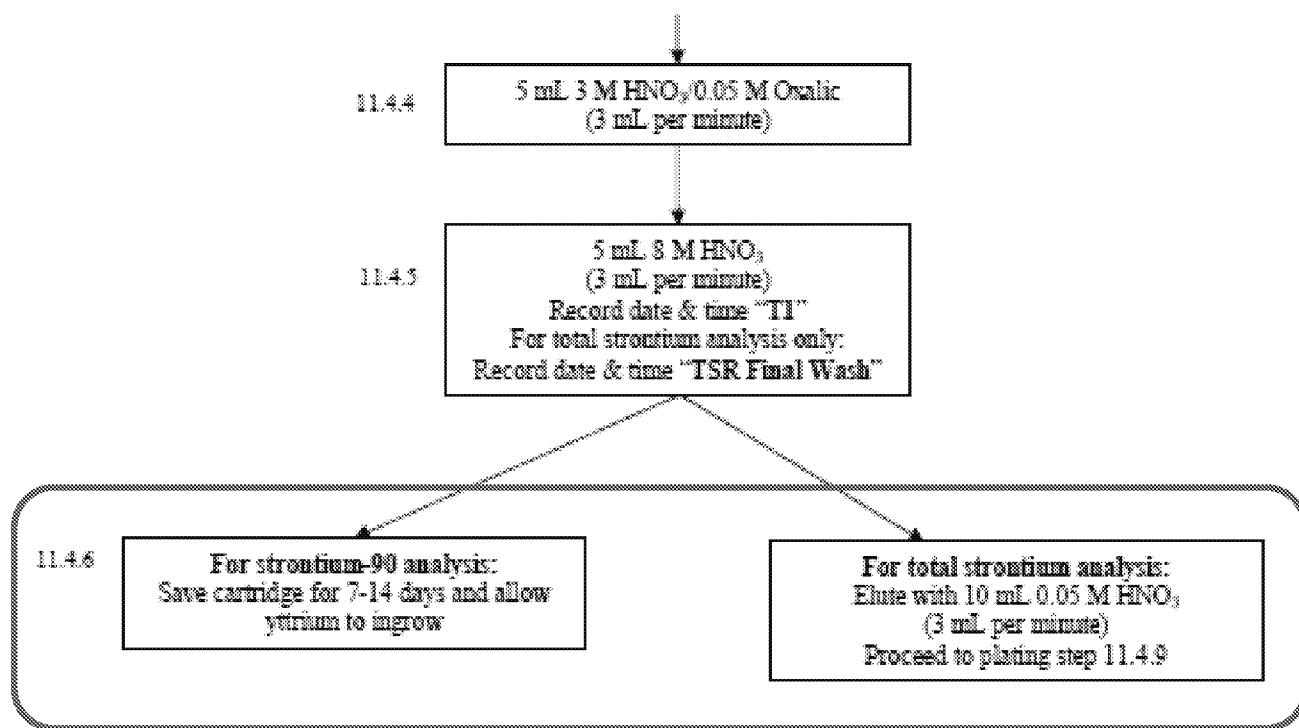 11.4.4
5 mL 3 M HNO₃/0.05 M Oxalic
(3 mL per minute)
11.4.5
5 mL 8 M HNO₃
(3 mL per minute)
Record date & time “T1”
For total strontium analysis only:
Record date & time “TSR Final Wash”
11.4.6
For strontium-90 analysis:
Save cartridge for 7-14 days and allow
yttrium to ingrow
For total strontium analysis:
Elute with 10 mL 0.05 M HNO₃
(3 mL per minute)
Proceed to plating step 11.4.9